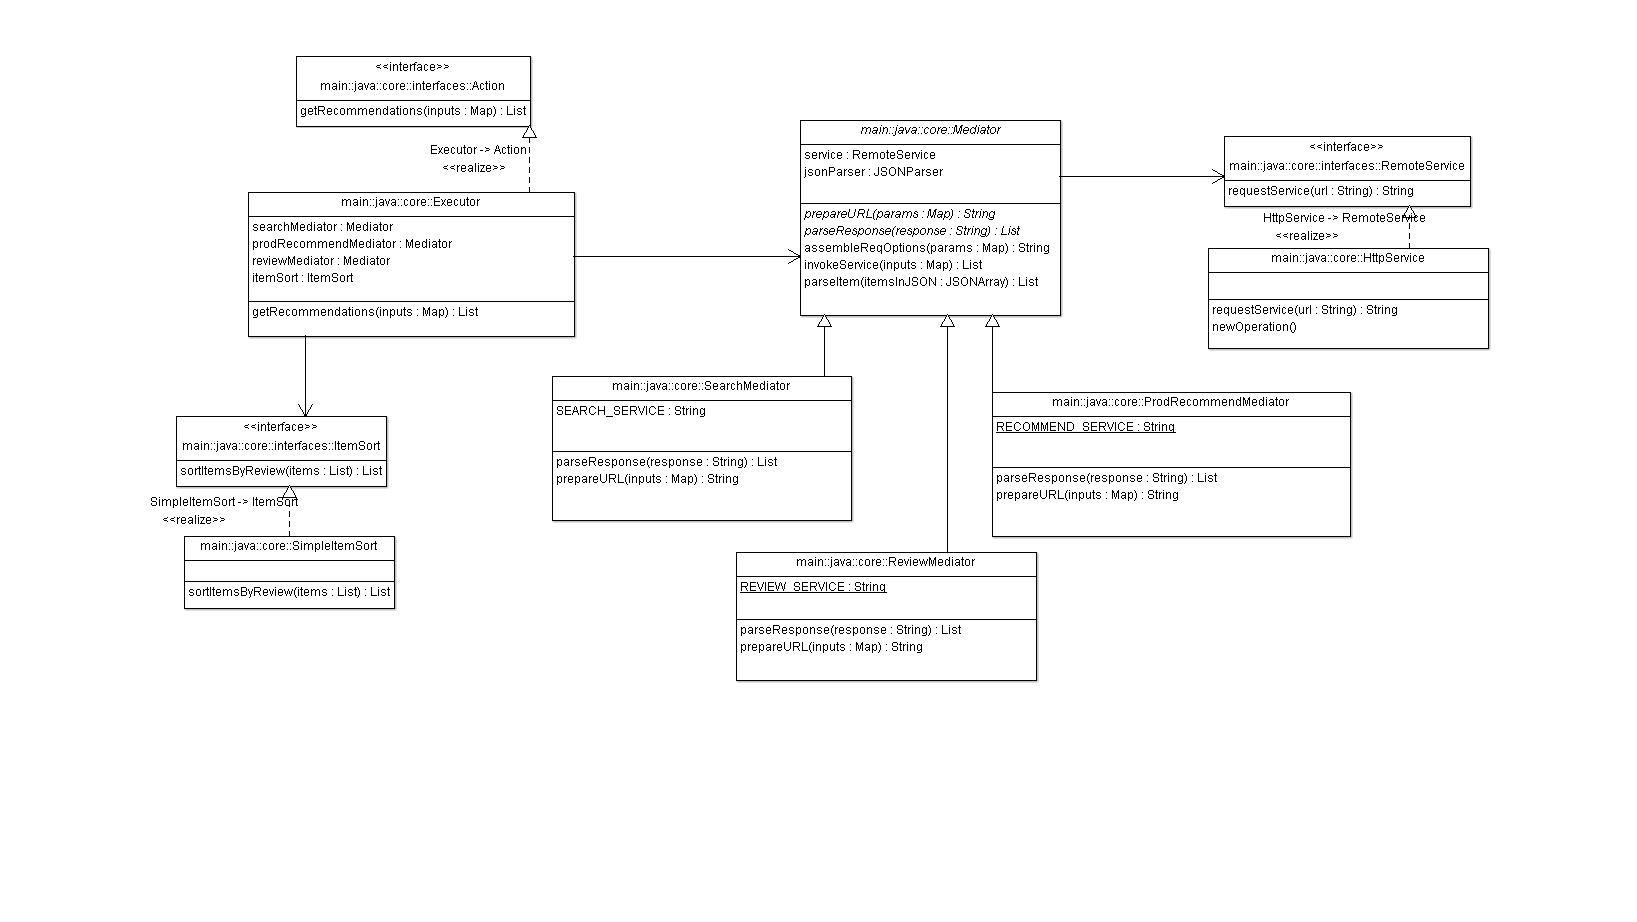 <<interface>>
main::java::core::interfaces::Action
getRecommendations(inputs : Map) : List
Executor -> Action
<<realize>>
main::java::core::Executor
searchMediator : Mediator
prodRecommendMediator : Mediator
reviewMediator : Mediator
itemSort : ItemSort
getRecommendations(inputs : Map) : List
<<interface>>
main::java::core::interfaces::ItemSort
sortItemsByReview(items : List) : List
SimpleItemSort -> ItemSort
<<realize>>
main::java::core::SimpleItemSort
sortItemsByReview(items : List) : List
main::java::core::Mediator
service : RemoteService
jsonParser : JSONParser
prepareURL(params : Map) : String
parseResponse(response : String) : List
assembleReqOptions(params : Map) : String
invokeService(inputs : Map) : List
parseItem(itemsInJSON : JSONArray) : List
<<interface>>
main::java::core::interfaces::RemoteService
requestService(url : String) : String
HttpService -> RemoteService
<<realize>>
main::java::core::HttpService
requestService(url : String) : String
newOperation()
main::java::core::SearchMediator
SEARCH_SERVICE : String
parseResponse(response : String) : List
prepareURL(inputs : Map) : String
main::java::core::ProdRecommendMediator
RECOMMEND_SERVICE : String
parseResponse(response : String) : List
prepareURL(inputs : Map) : String
main::java::core::ReviewMediator
REVIEW_SERVICE : String
parseResponse(response : String) : List
prepareURL(inputs : Map) : String